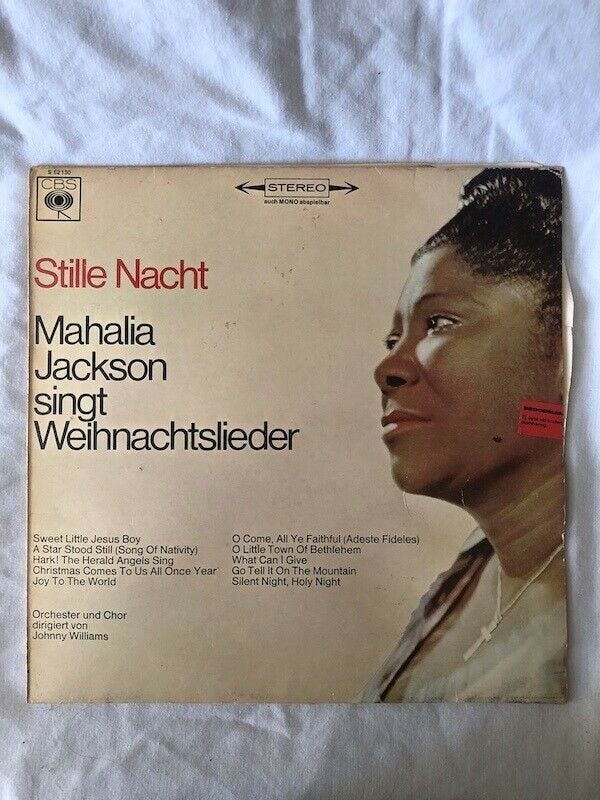 S 62130
CBS
STEREO
auch MONO abspielbar
Stille Nacht
Mahalia
Jackson
singt
Weihnachtslieder
Sweet Little Jesus Boy
A Star Stood Still (Song Of Nativity)
Hark! The Herald Angels Sing
Christmas Comes To Us All Once Year
Joy To The World
O Come, All Ye Faithful (Adeste Fideles)
O Little Town Of Bethlehem
What Can I Give
Go Tell It On The Mountain
Silent Night, Holy Night
Orchester und Chor
dirigiert von
Johnny Williams